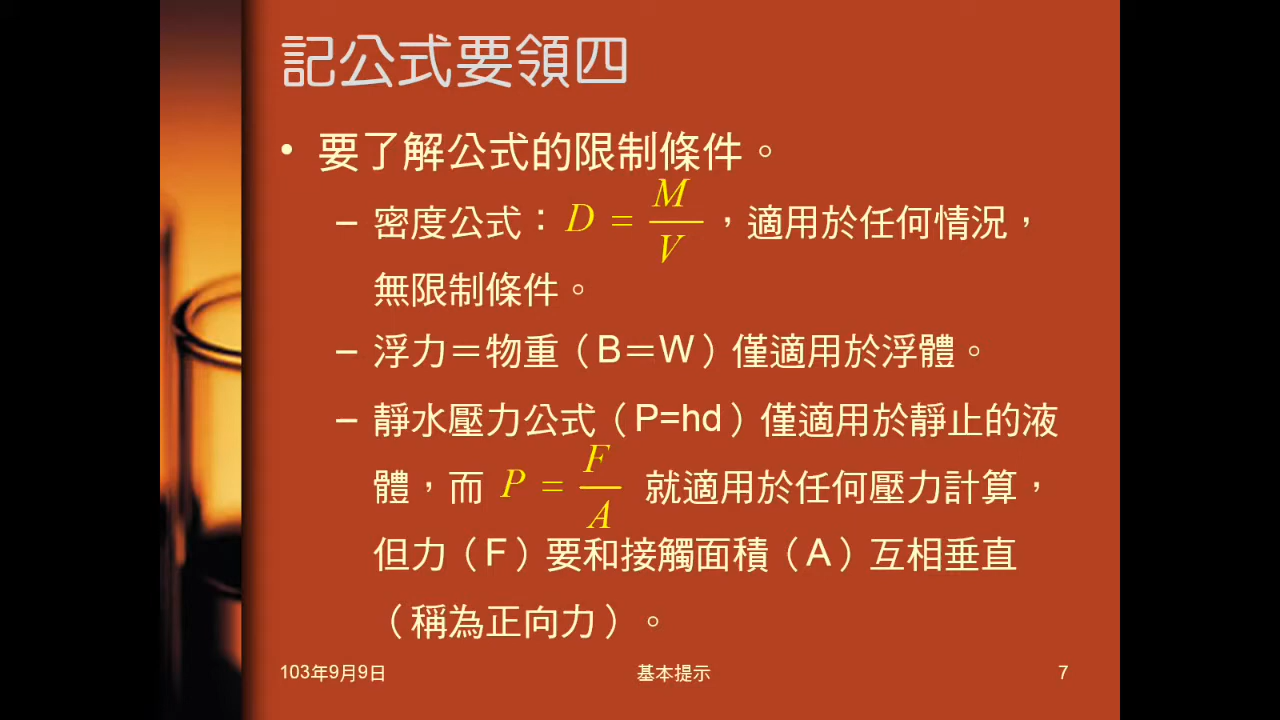 記公式要領四
• 要了解公式的限制條件。
– 密度公式：D = M/V，適用於任何情況，
無限制條件。
– 浮力＝物重（B＝W）僅適用於浮體。
– 靜水壓力公式（P=hd）僅適用於靜止的液
體，而 P = F/A 就適用於任何壓力計算，
但力（F）要和接觸面積（A）互相垂直
（稱為正向力）。
103年9月9日 基本提示 7